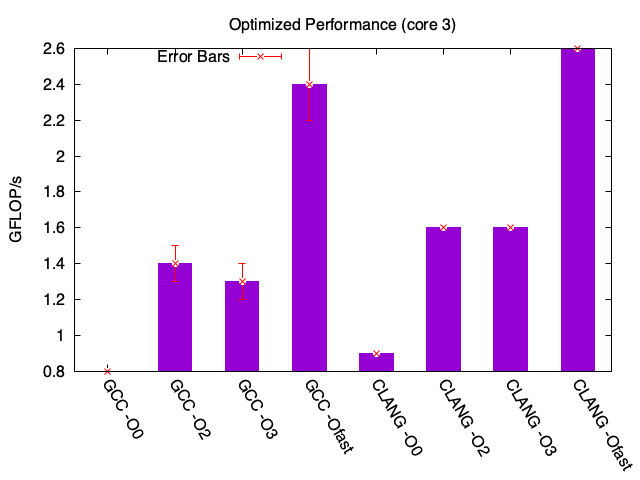 Optimized Performance (core 3)
Error Bars
GFLOP/s
2.6
2.4
2.2
2
1.8
1.6
1.4
1.2
1
0.8
GCC -O0
GCC -O2
GCC -O3
GCC -Ofast
CLANG -O0
CLANG -O2
CLANG -O3
CLANG -Ofast